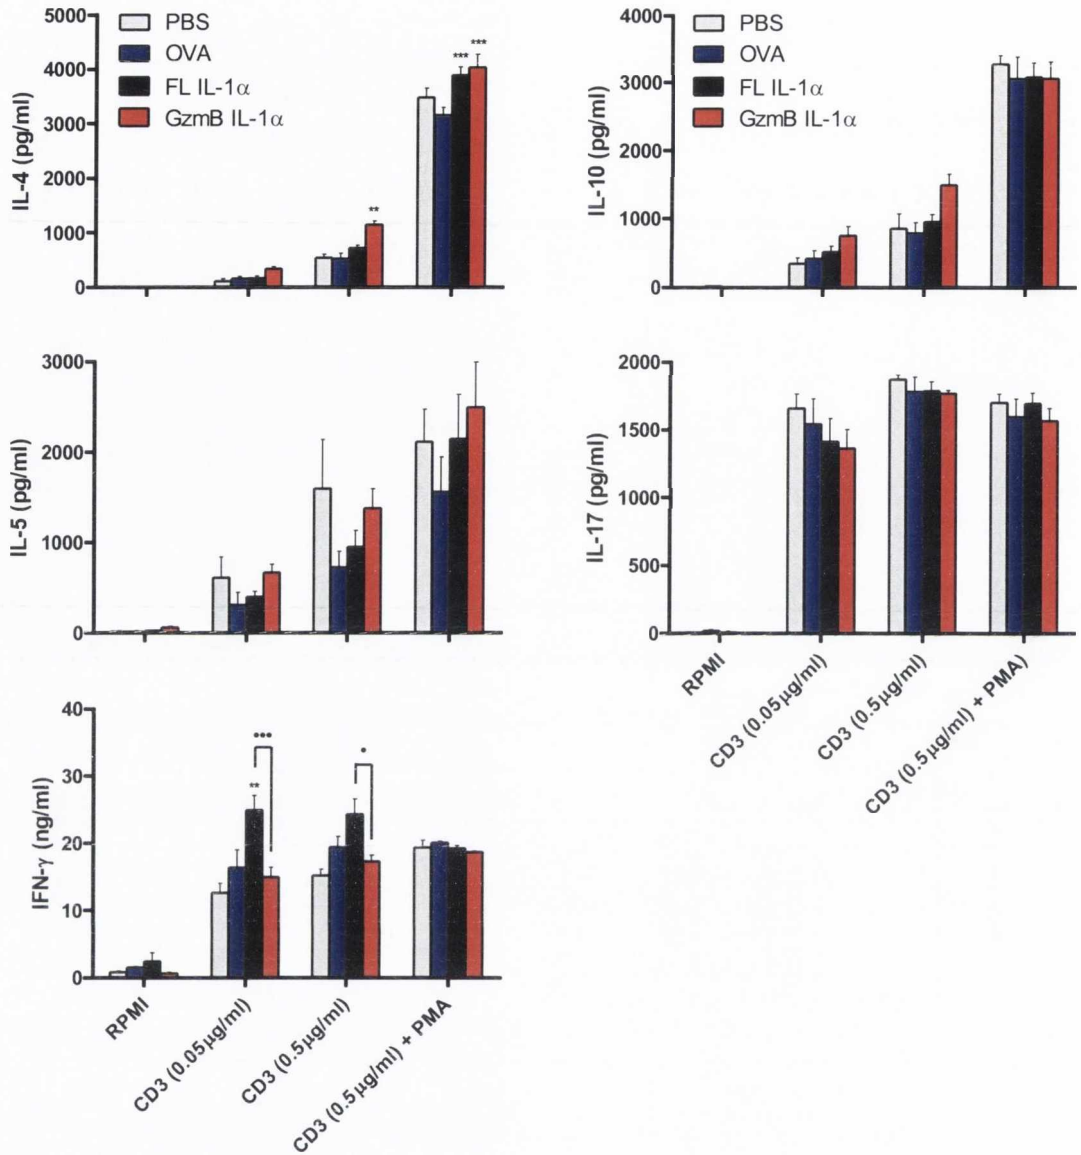 5000
4000
3000
2000
1000
0
IL-4 (pg/ml)
PBS
OVA
FL IL-1α
GzmB IL-1α
**
***
***
4000
3000
2000
1000
0
IL-10 (pg/ml)
PBS
OVA
FL IL-1α
GzmB IL-1α
3000
2000
1000
0
IL-5 (pg/ml)
2000
1500
1000
500
0
IL-17 (pg/ml)
RPMI
CD3 (0.05µg/ml)
CD3 (0.5µg/ml)
CD3 (0.5µg/ml) + PMA)
40
30
20
10
0
IFN-γ (ng/ml)
•••
**
•
RPMI
CD3 (0.05µg/ml)
CD3 (0.5µg/ml)
CD3 (0.5µg/ml) + PMA